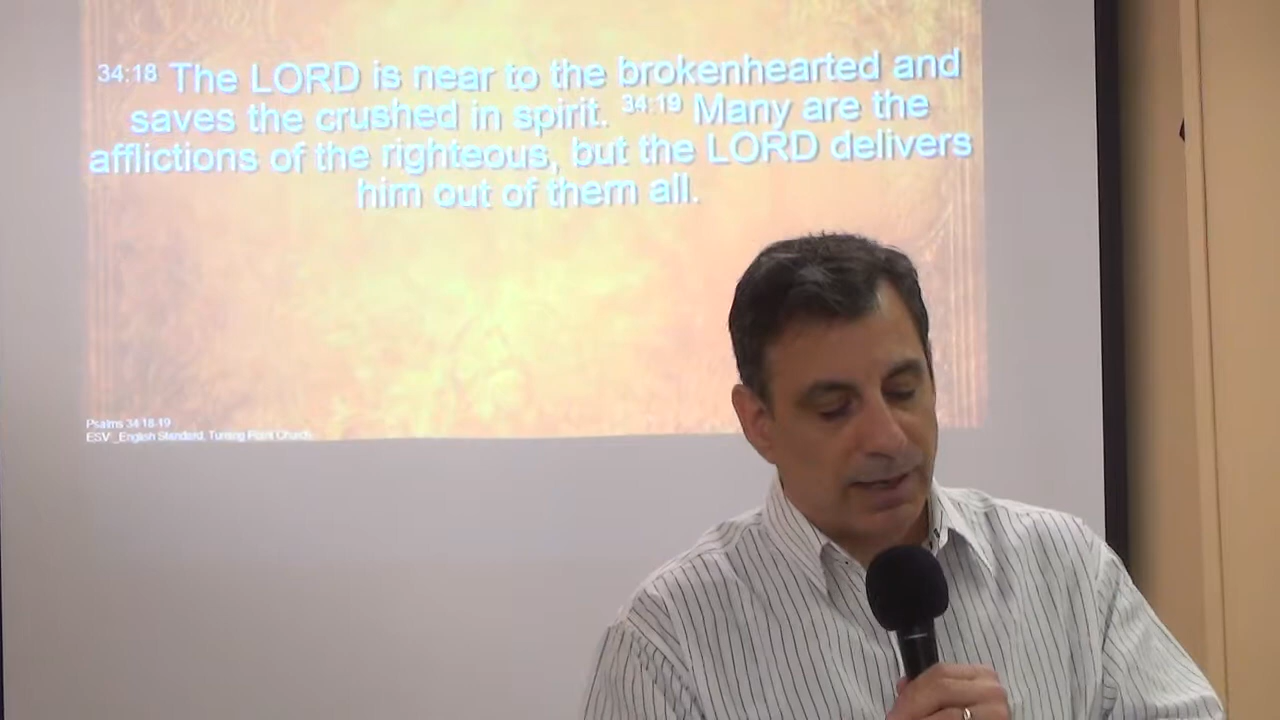 34:18 The LORD is near to the brokenhearted and
saves the crushed in spirit. 34:19 Many are the
afflictions of the righteous, but the LORD delivers
him out of them all.
Psalms 34:18-19
ESV_English Standard, Turning Point Church